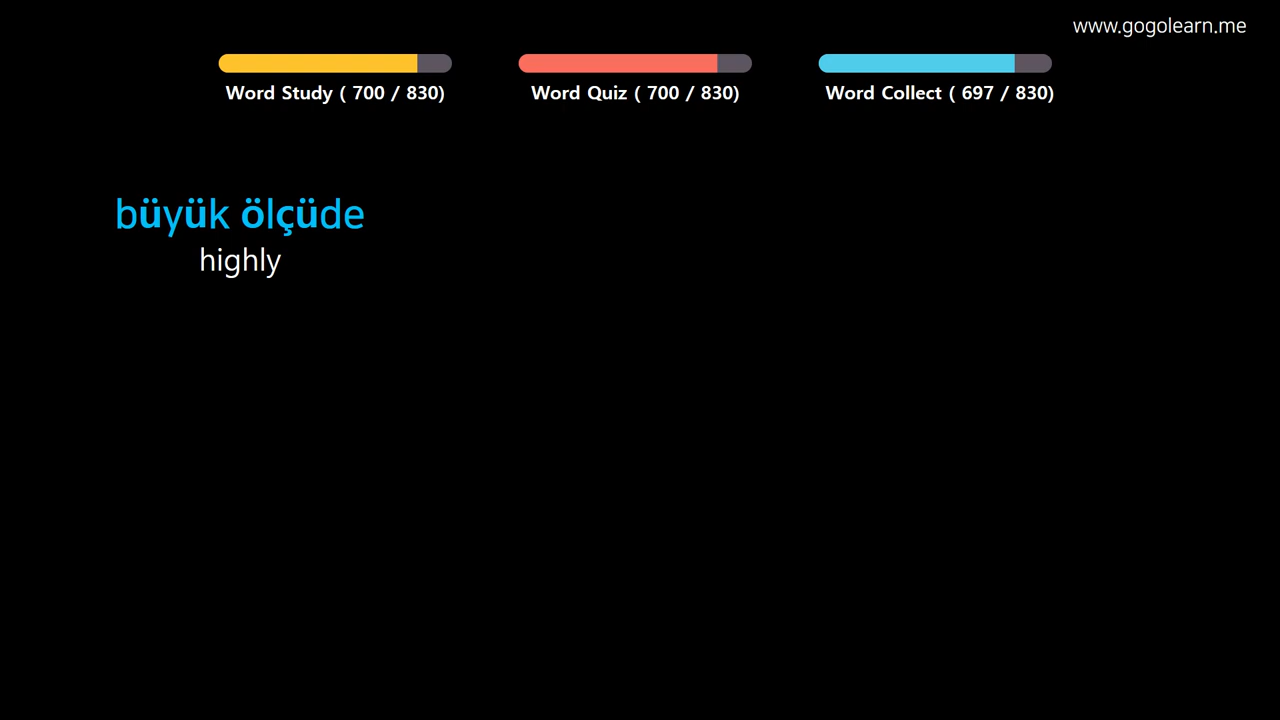 www.gogolearn.me
Word Study ( 700 / 830)
Word Quiz ( 700 / 830)
Word Collect ( 697 / 830)
büyük ölçüde
highly